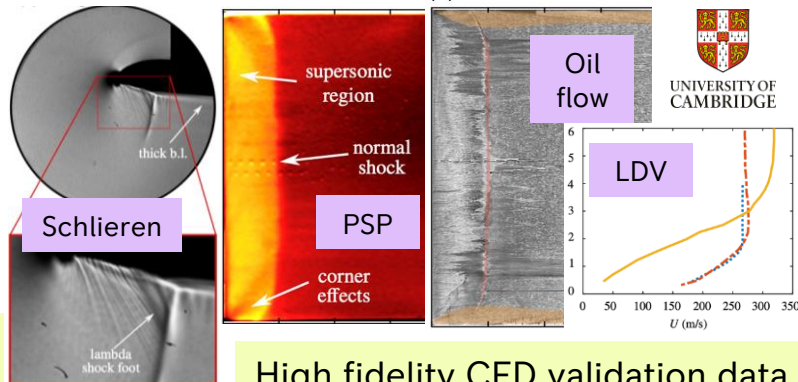 thick b.l.
Schlieren
lambda
shock foot
supersonic
region
normal
shock
PSP
corner
effects
Oil
flow
UNIVERSITY OF
CAMBRIDGE
LDV
6
5
4
3
2
1
0
0 50 100 150 200 250 300 350
U (m/s)
High fidelity CFD validation data